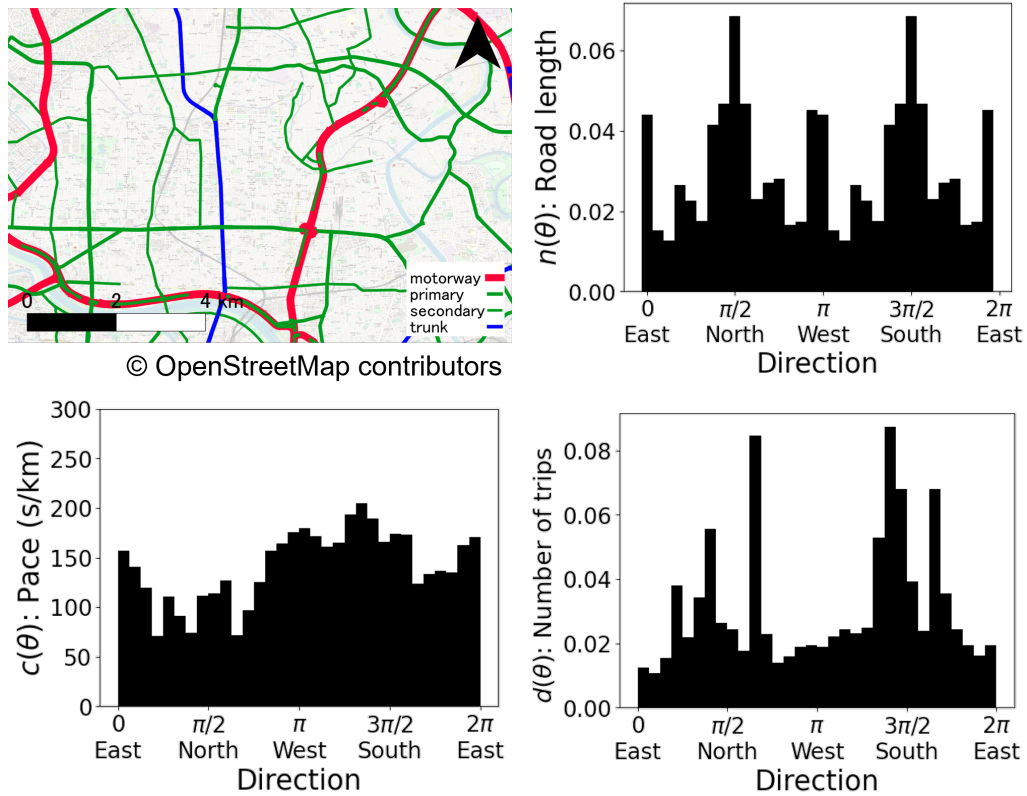 motorway
primary
secondary
trunk
0 2 4 km
© OpenStreetMap contributors
n(θ): Road length
0.06
0.04
0.02
0.00
0 π/2 π 3π/2 2π
East North West South East
Direction
c(θ): Pace (s/km)
300
250
200
150
100
50
0
0 π/2 π 3π/2 2π
East North West South East
Direction
d(θ): Number of trips
0.08
0.06
0.04
0.02
0.00
0 π/2 π 3π/2 2π
East North West South East
Direction